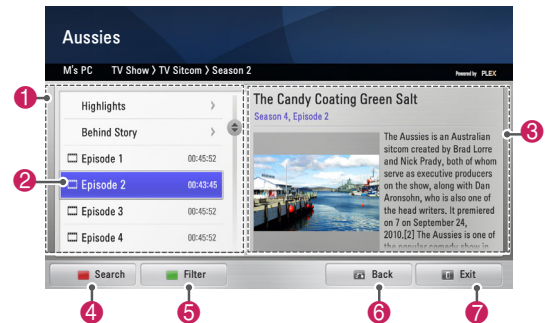 Aussies
M's PC TV Show > TV Sitcom > Season 2
Powered by PLEX
1
Highlights >
Behind Story >
Episode 1 00:45:52
2
Episode 2 00:43:45
Episode 3 00:45:52
Episode 4 00:45:52
The Candy Coating Green Salt
Season 4, Episode 2
3
The Aussies is an Australian
sitcom created by Brad Lorre
and Nick Prady, both of whom
serve as executive producers
on the show, along with Dan
Aronsohn, who is also one of
the head writers. It premiered
on 7 on September 24,
2010.[2] The Aussies is one of
the popular comedy show in
Search
Filter
Back
Exit
4
5
6
7